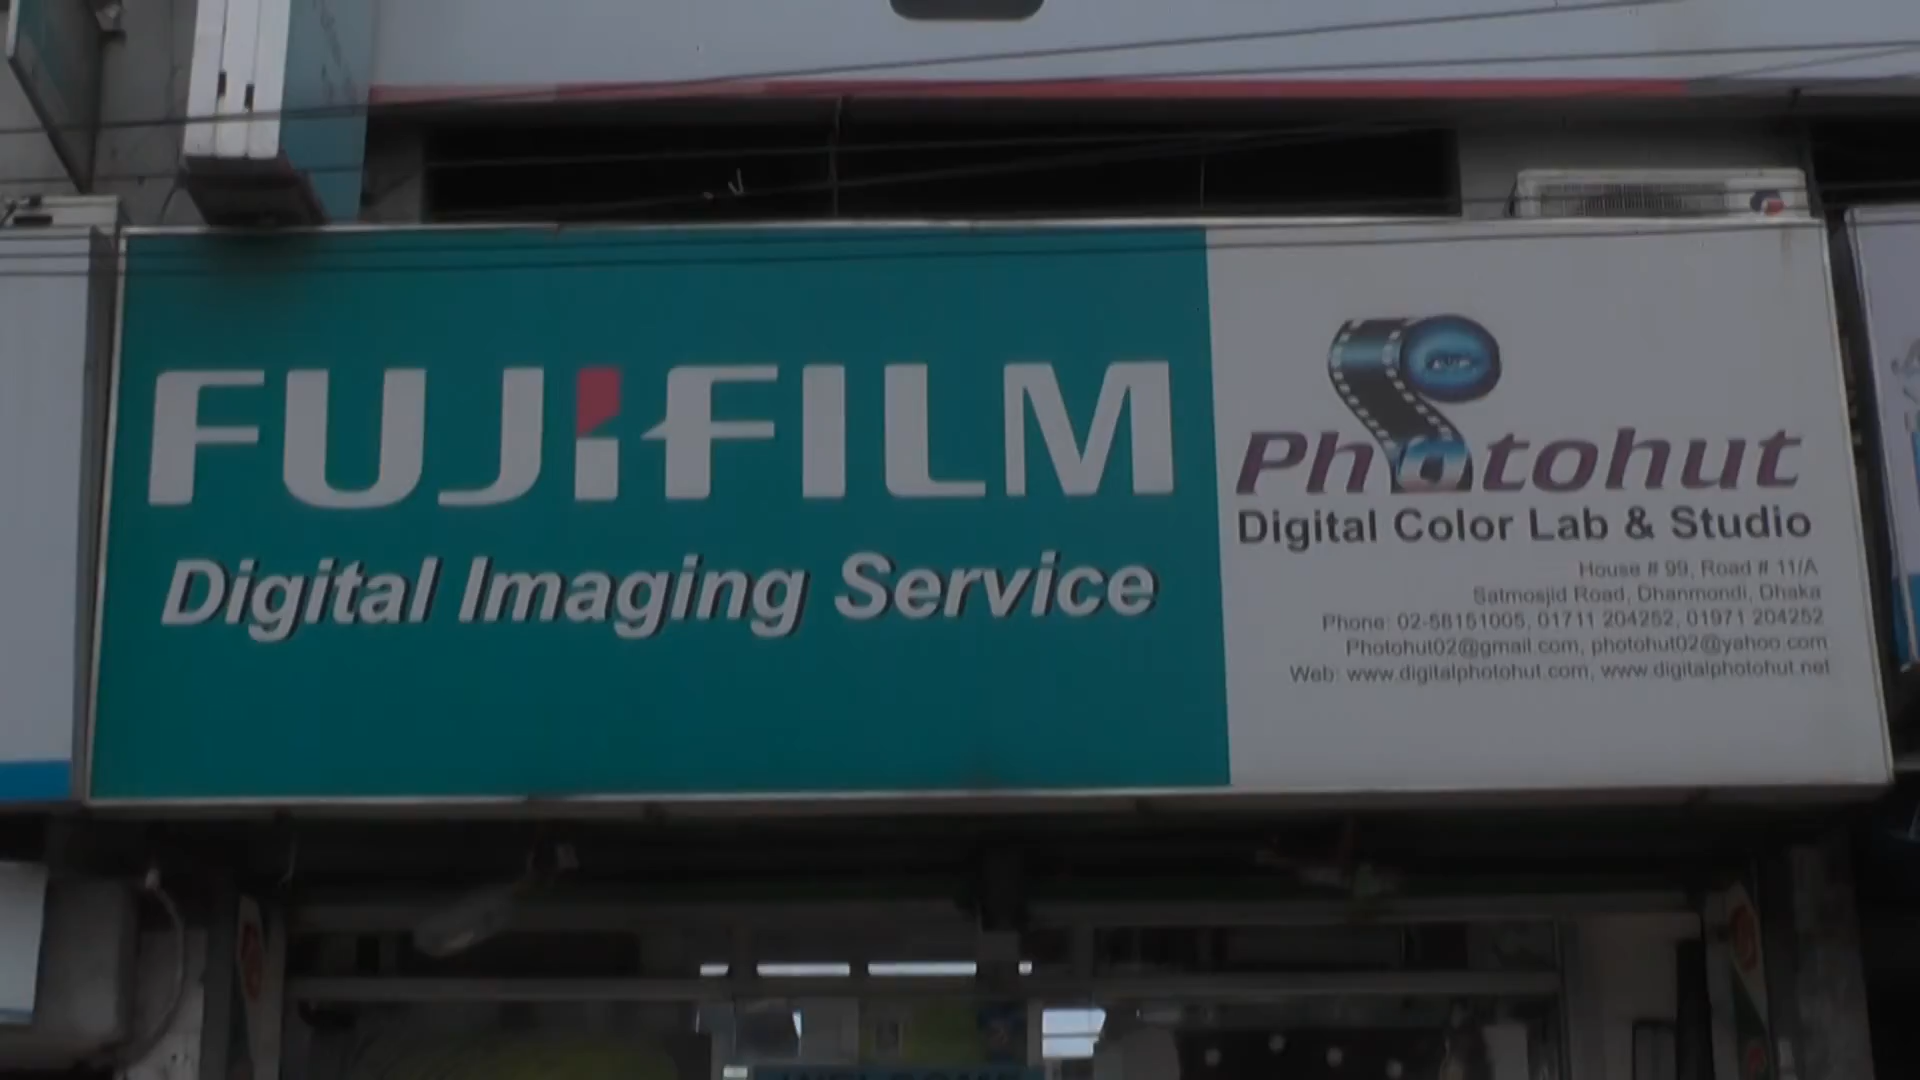 FUJIFILM
Digital Imaging Service
Photohut
Digital Color Lab & Studio
House # 99, Road # 11/A
Satmosjid Road, Dhanmondi, Dhaka
Phone: 02-58151005, 01711 204252, 01971 204252
Photohut02@gmail.com, photohut02@yahoo.com
Web: www.digitalphotohut.com, www.digitalphotohut.net